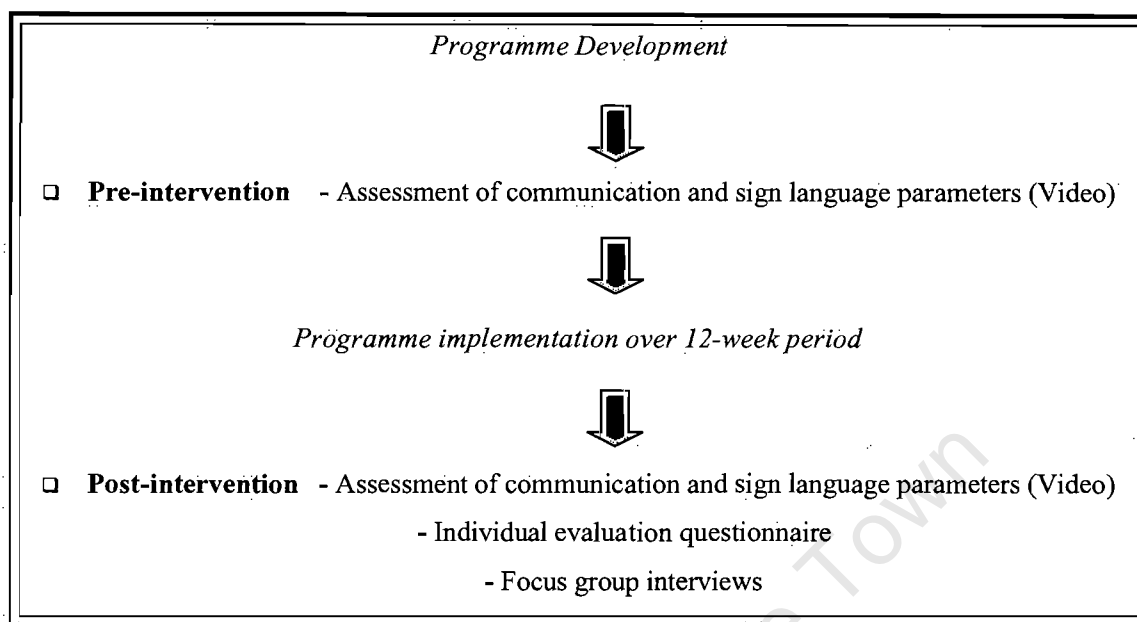 Programme Development
❑ Pre-intervention - Assessment of communication and sign language parameters (Video)
Programme implementation over 12-week period
❑ Post-intervention - Assessment of communication and sign language parameters (Video)
- Individual evaluation questionnaire
- Focus group interviews
Town